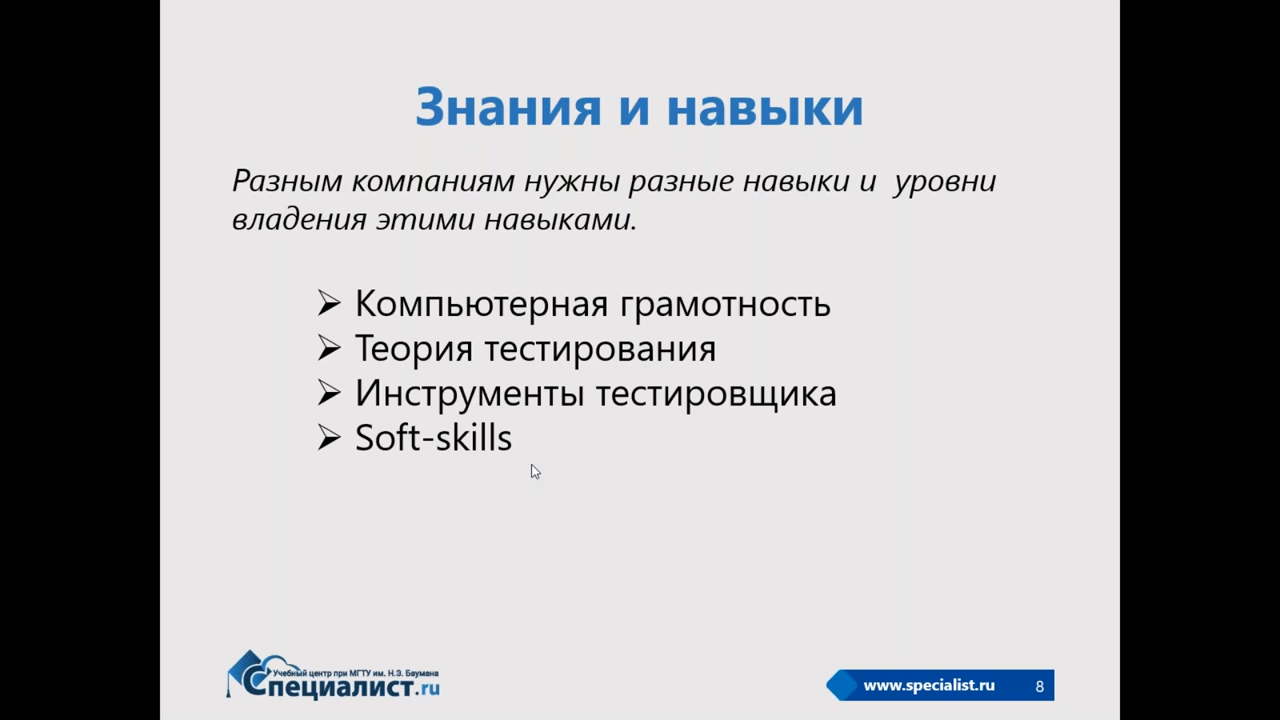 Знания и навыки
Разным компаниям нужны разные навыки и уровни
владения этими навыками.
➢ Компьютерная грамотность
➢ Теория тестирования
➢ Инструменты тестировщика
➢ Soft-skills
Учебный центр при МГТУ им. Н.Э. Баумана
Специалист.ru
www.specialist.ru 8